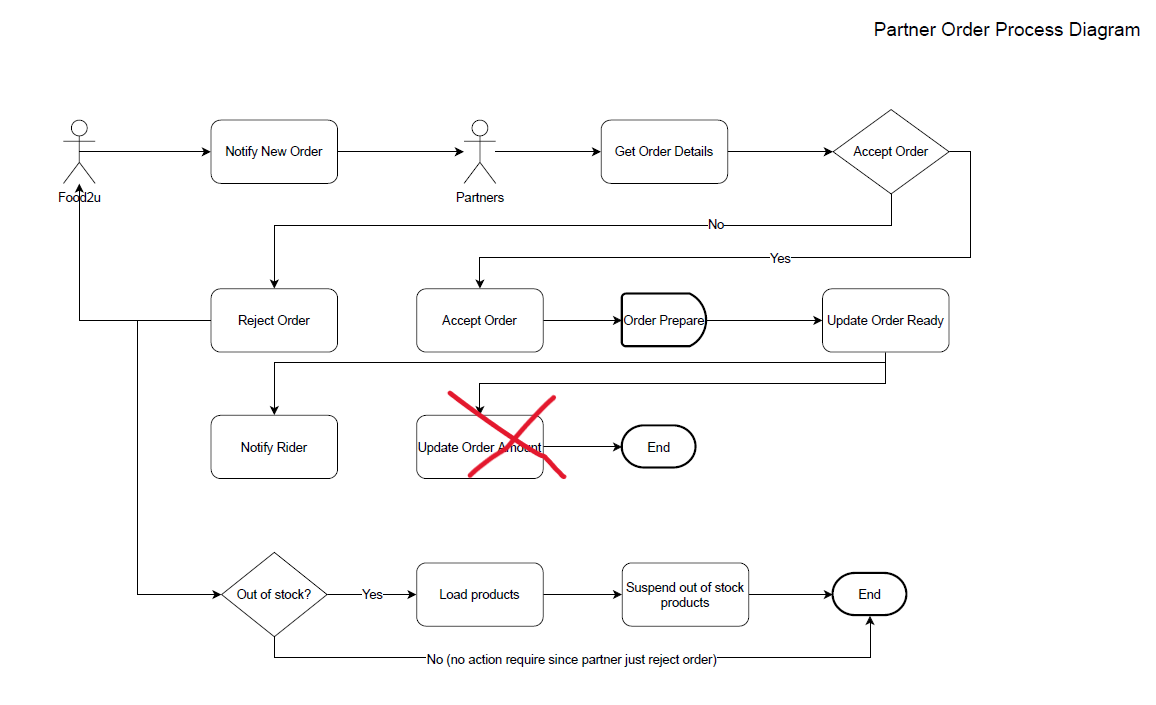 Partner Order Process Diagram
Notify New Order
Get Order Details
Accept Order
Food2u
Partners
No
Yes
Reject Order
Accept Order
Order Prepare
Update Order Ready
Notify Rider
Update Order Amount
End
Out of stock?
Yes
Load products
Suspend out of stock
products
End
No (no action require since partner just reject order)